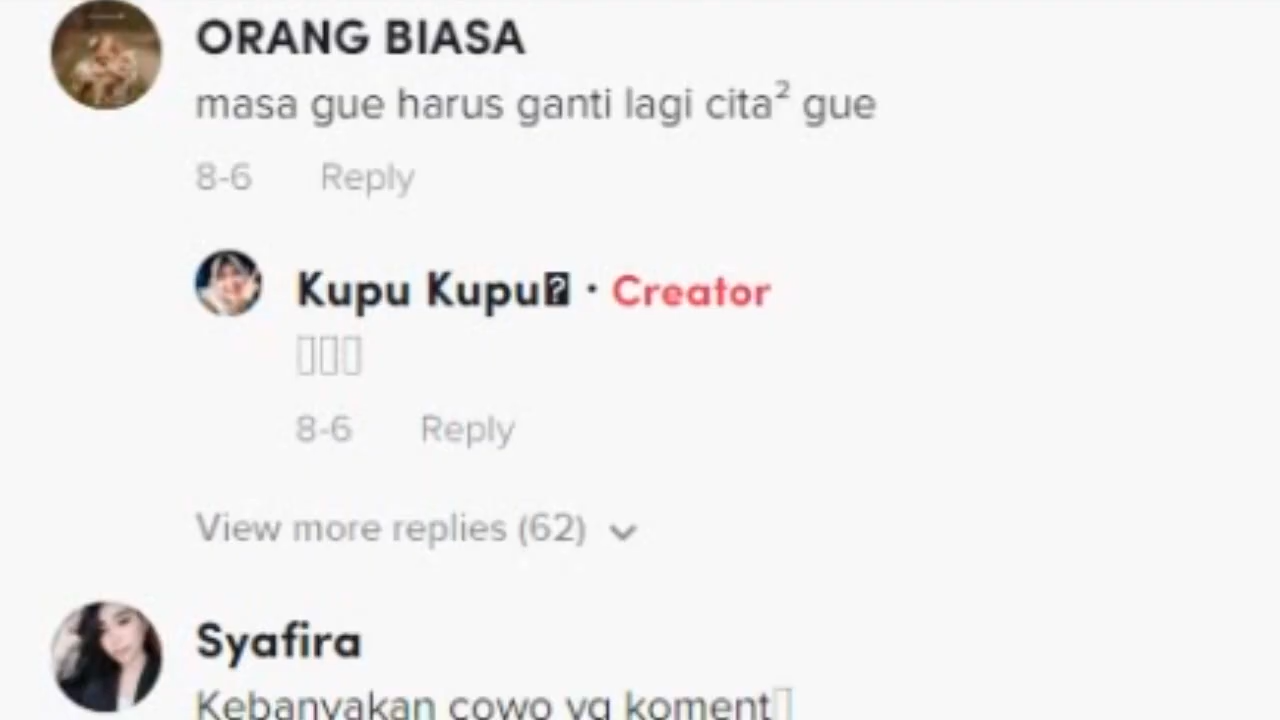 ORANG BIASA
masa gue harus ganti lagi cita² gue
8-6 Reply
Kupu Kupu · Creator
8-6 Reply
View more replies (62)
Syafira
Kebanyakan cowo yg koment